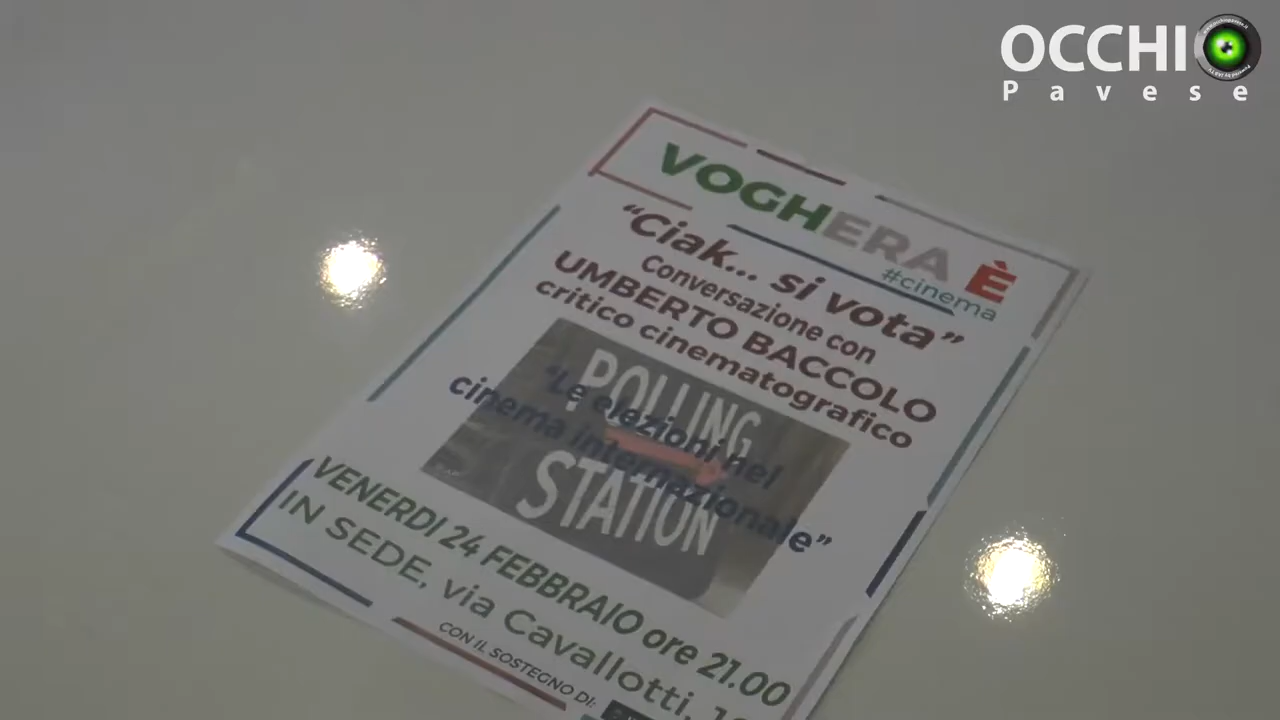 OCCHIO
Pavese
VOGHERA È
#cinema
“Ciak... si vota”
Conversazione con
UMBERTO BACCOLO
critico cinematografico
POLLING
STATION
“Le elezioni nel
cinema internazionale”
VENERDI 24 FEBBRAIO ore 21.00
IN SEDE, via Cavallotti,
CON IL SOSTEGNO DI: